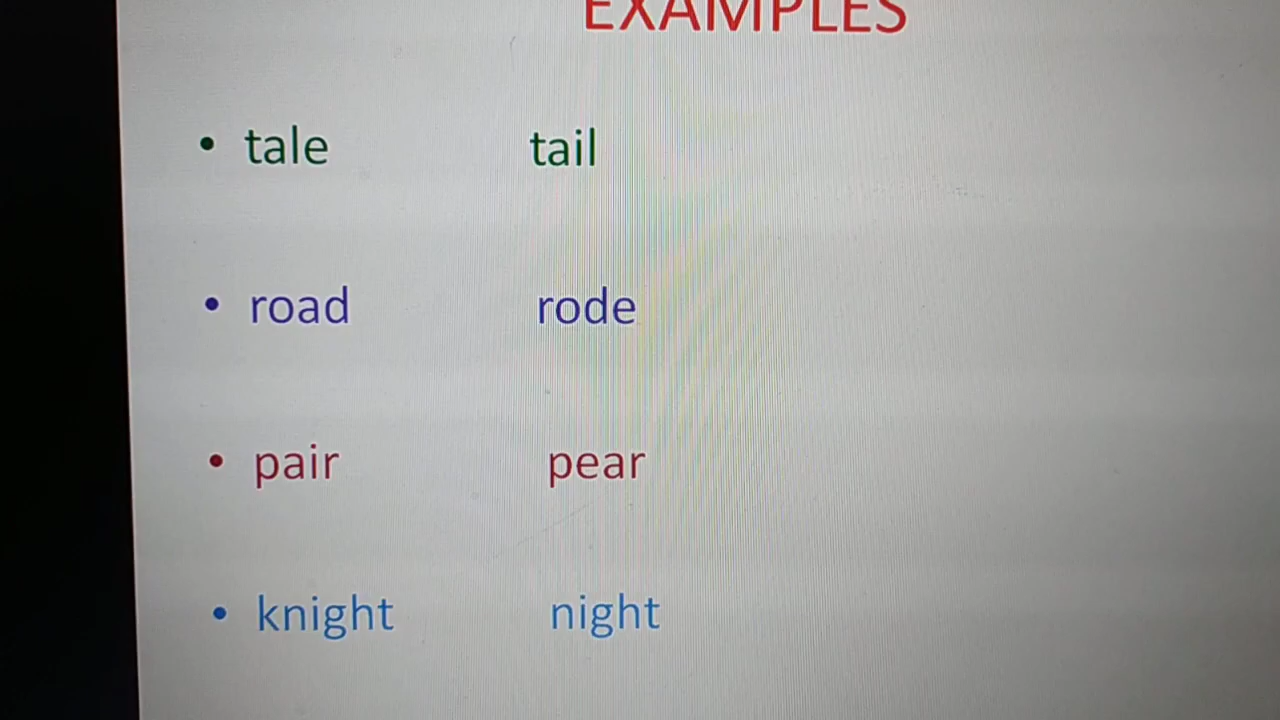 EXAMPLES
• tale tail
• road rode
• pair pear
• knight night